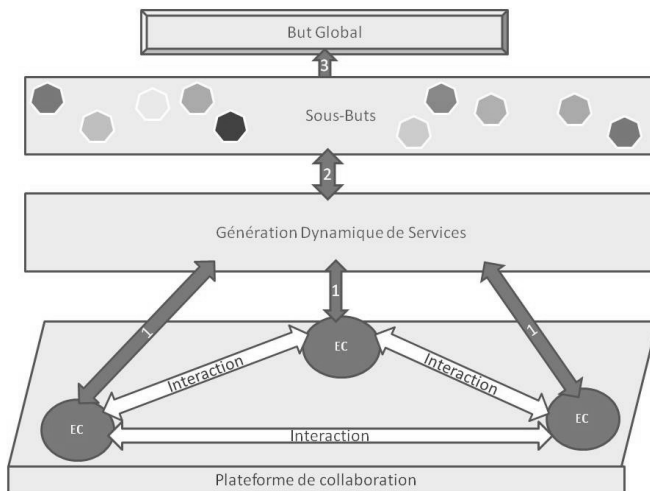 But Global
3
Sous-Buts
2
Génération Dynamique de Services
1
1
1
EC
Interaction
Interaction
EC
EC
Interaction
Plateforme de collaboration